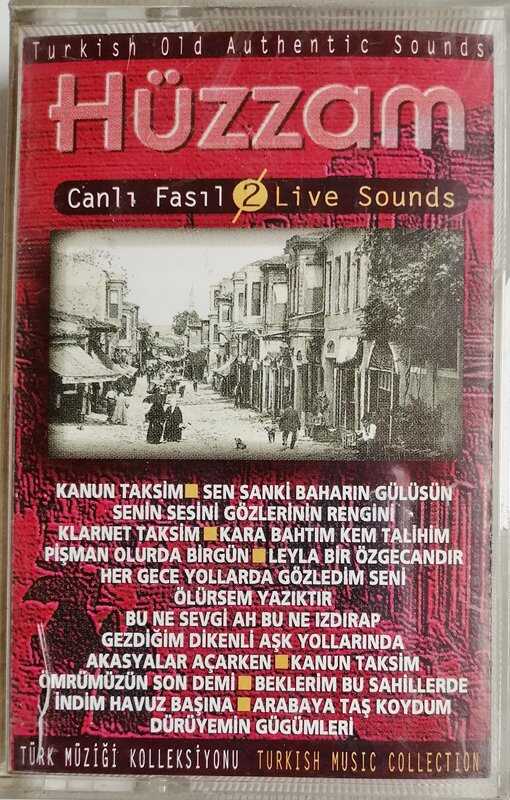 Turkish Old Authentic Sounds
Hüzzam
Canlı Fasıl 2 Live Sounds
KANUN TAKSİM ■ SEN SANKİ BAHARIN GÜLÜSÜN
SENİN SESİNİ GÖZLERİNİN RENGİNİ
KLARNET TAKSİM ■ KARA BAHTIM KEM TALİHİM
PİŞMAN OLURDA BİRGÜN ■ LEYLA BİR ÖZGECANDIR
HER GECE YOLLARDA GÖZLEDİM SENİ
ÖLÜRSEM YAZIKTIR
BU NE SEVGİ AH BU NE IZDIRAP
GEZDİĞİM DİKENLİ AŞK YOLLARINDA
AKASYALAR AÇARKEN ■ KANUN TAKSİM
ÖMRÜMÜZÜN SON DEMİ ■ BEKLERİM BU SAHİLLERDE
İNDİM HAVUZ BAŞINA ■ ARABAYA TAŞ KOYDUM
DÜRÜYEMİN GÜGÜMLERİ
TÜRK MÜZİĞİ KOLLEKSİYONU TURKISH MUSIC COLLECTION